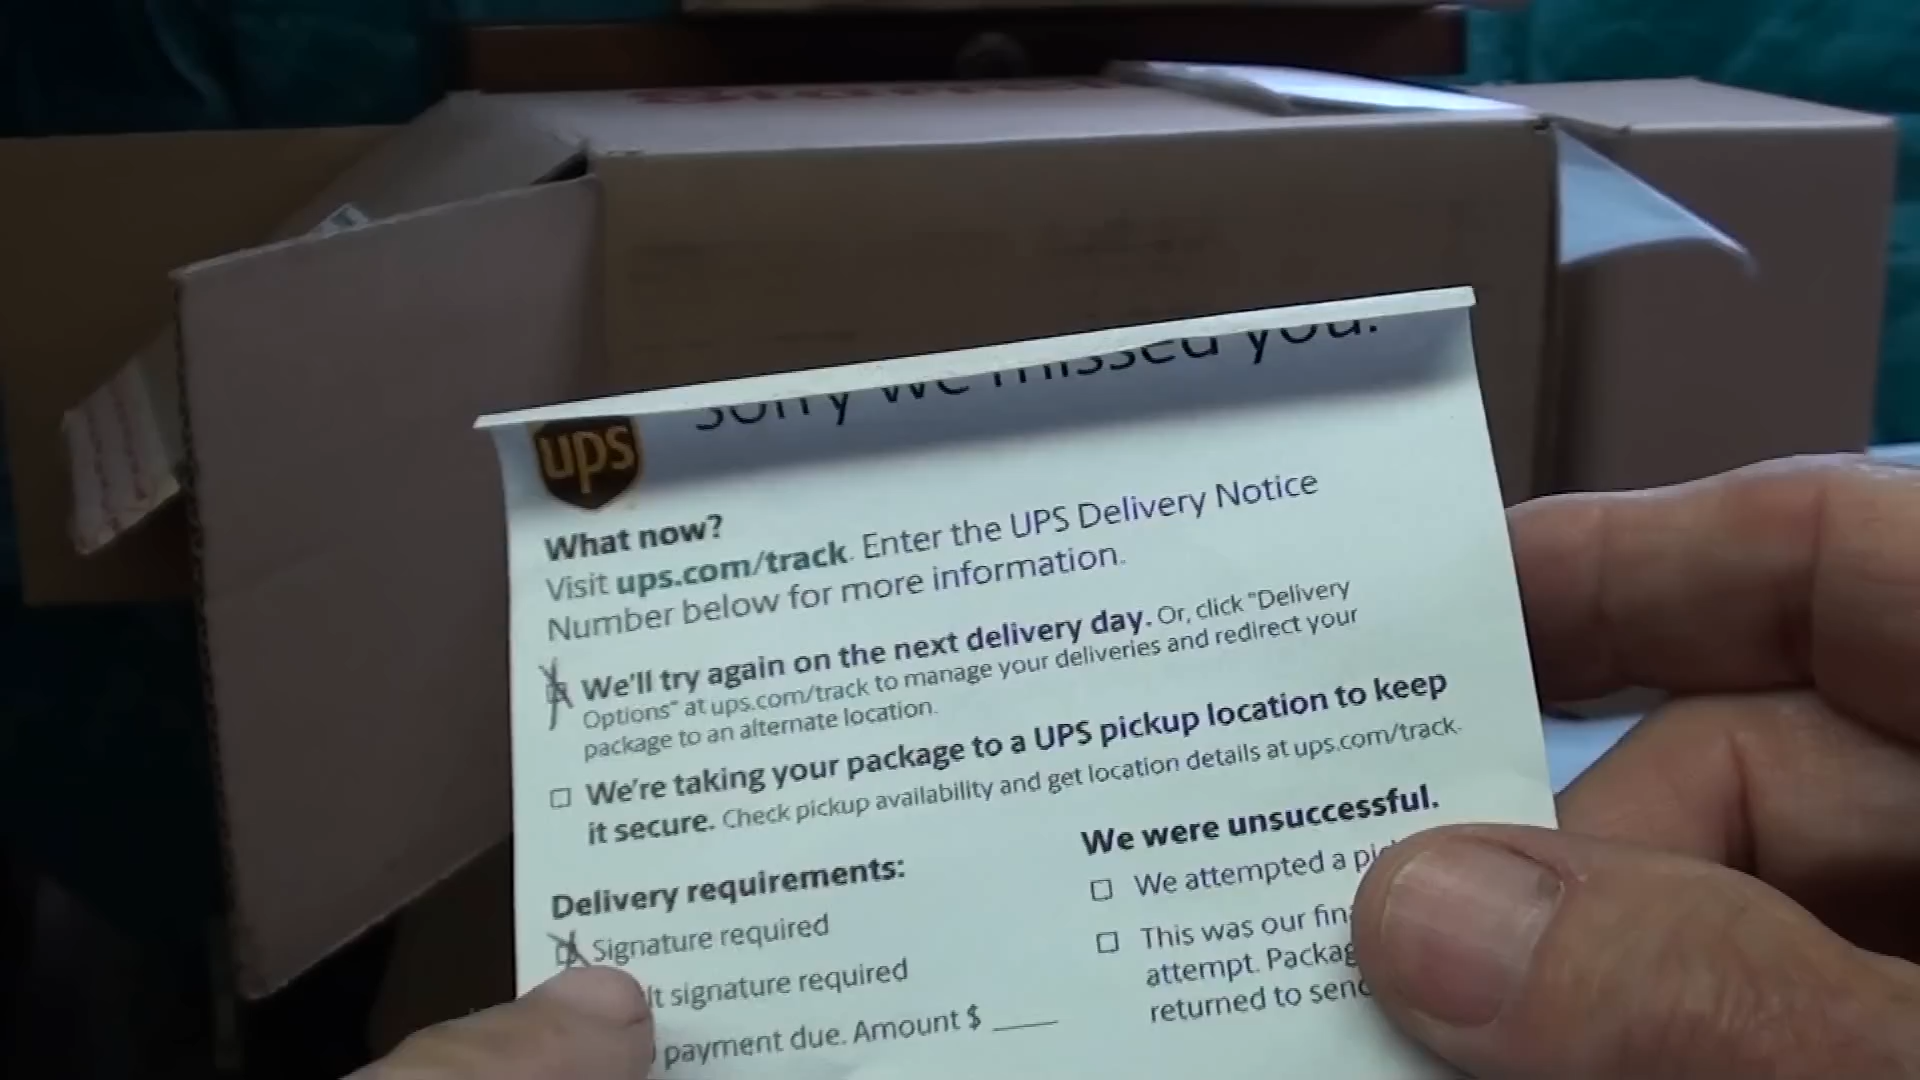 Sorry we missed you.
ups
What now?
Visit ups.com/track. Enter the UPS Delivery Notice
Number below for more information.
We'll try again on the next delivery day. Or, click "Delivery
Options" at ups.com/track to manage your deliveries and redirect your
package to an alternate location.
We're taking your package to a UPS pickup location to keep
it secure. Check pickup availability and get location details at ups.com/track.
Delivery requirements:
Signature required
signature required
payment due. Amount $
We were unsuccessful.
We attempted a
This was our
attempt.
returned to